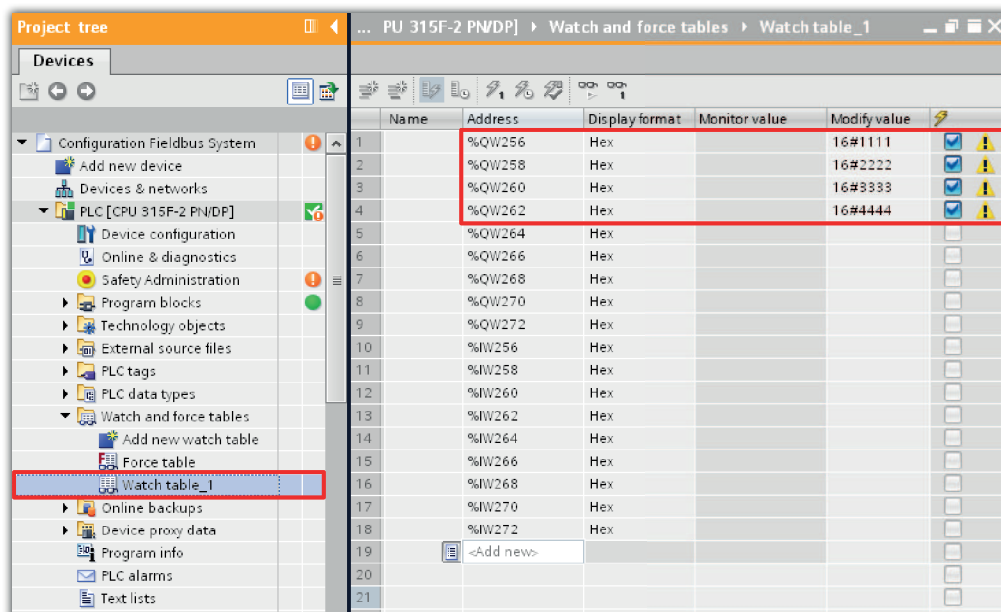 Project tree
Devices
Configuration Fieldbus System
Add new device
Devices & networks
PLC [CPU 315F-2 PN/DP]
Device configuration
Online & diagnostics
Safety Administration
Program blocks
Technology objects
External source files
PLC tags
PLC data types
Watch and force tables
Add new watch table
Force table
Watch table_1
Online backups
Device proxy data
Program info
PLC alarms
Text lists
... PU 315F-2 PN/DP] Watch and force tables Watch table_1
Name Address Display format Monitor value Modify value
1 %QW256 Hex 16#1111
2 %QW258 Hex 16#2222
3 %QW260 Hex 16#3333
4 %QW262 Hex 16#4444
5 %QW264 Hex
6 %QW266 Hex
7 %QW268 Hex
8 %QW270 Hex
9 %QW272 Hex
10 %IW256 Hex
11 %IW258 Hex
12 %IW260 Hex
13 %IW262 Hex
14 %IW264 Hex
15 %IW266 Hex
16 %IW268 Hex
17 %IW270 Hex
18 %IW272 Hex
19 <Add new>
20
21